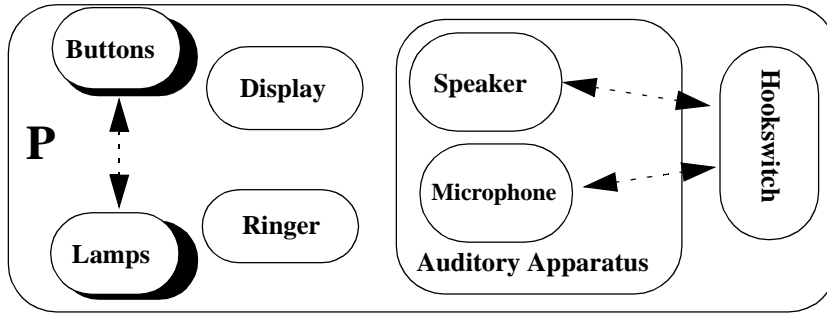 Buttons
Display
Speaker
Hookswitch
P
Microphone
Ringer
Lamps
Auditory Apparatus